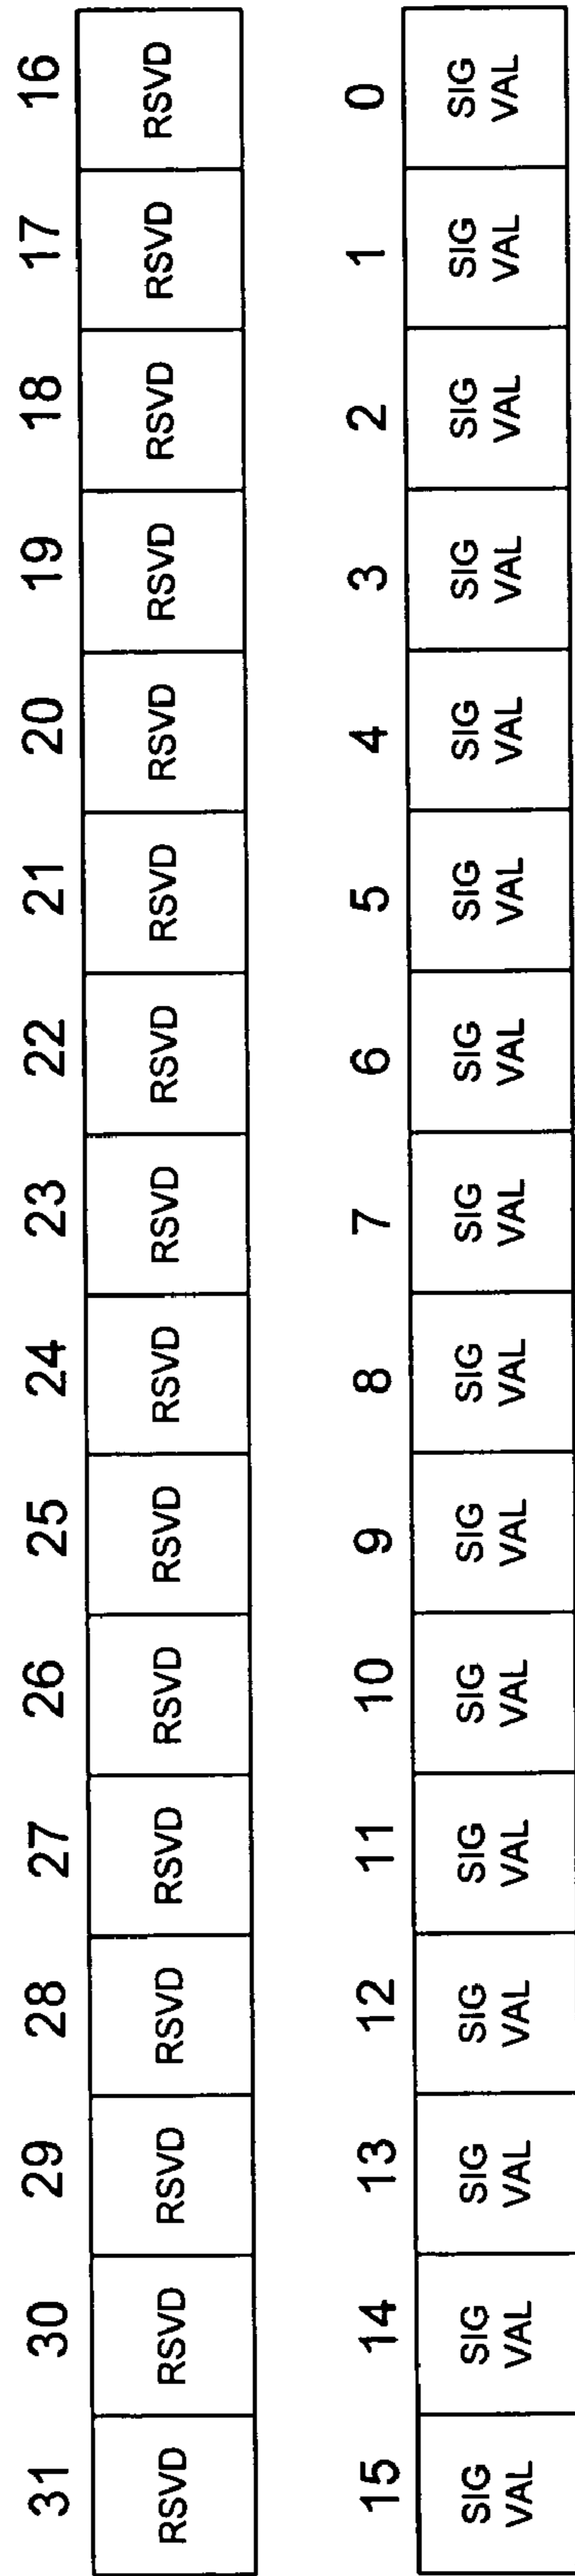 31 30 29 28 27 26 25 24 23 22 21 20 19 18 17 16
RSVD RSVD RSVD RSVD RSVD RSVD RSVD RSVD RSVD RSVD RSVD RSVD RSVD RSVD RSVD RSVD
15 14 13 12 11 10 9 8 7 6 5 4 3 2 1 0
SIG SIG SIG SIG SIG SIG SIG SIG SIG SIG SIG SIG SIG SIG SIG SIG
VAL VAL VAL VAL VAL VAL VAL VAL VAL VAL VAL VAL VAL VAL VAL VAL